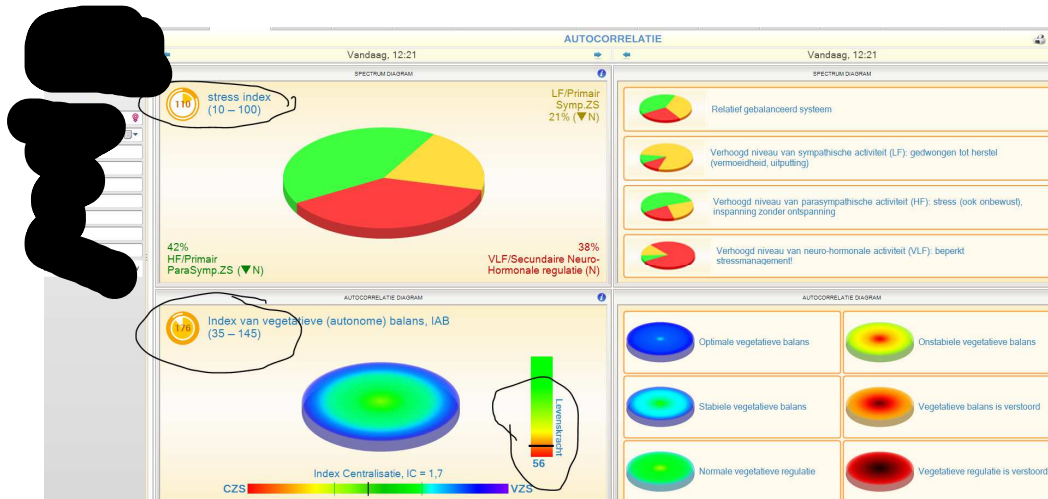 AUTOCORRELATIE
Vandaag, 12:21
Vandaag, 12:21
SPECTRUM DIAGRAM
110
stress index
(10 – 100)
LF/Primair
Symp.ZS
21% (▼N)
42%
HF/Primair
ParaSymp.ZS (▼N)
38%
VLF/Secundaire Neuro-
Hormonale regulatie (N)
SPECTRUM DIAGRAM
Relatief gebalanceerd systeem
Verhoogd niveau van sympathische activiteit (LF): gedwongen tot herstel
(vermoeidheid, uitputting)
Verhoogd niveau van parasympathische activiteit (HF): stress (ook onbewust),
inspanning zonder ontspanning
Verhoogd niveau van neuro-hormonale activiteit (VLF): beperkt
stressmanagement!
AUTOCORRELATIE DIAGRAM
176
Index van vegetatieve (autonome) balans, IAB
(35 – 145)
Levenskracht
56
Index Centralisatie, IC = 1,7
CZS
VZS
AUTOCORRELATIE DIAGRAM
Optimale vegetatieve balans
Onstabiele vegetatieve balans
Stabiele vegetatieve balans
Vegetatieve balans is verstoord
Normale vegetatieve regulatie
Vegetatieve regulatie is verstoord